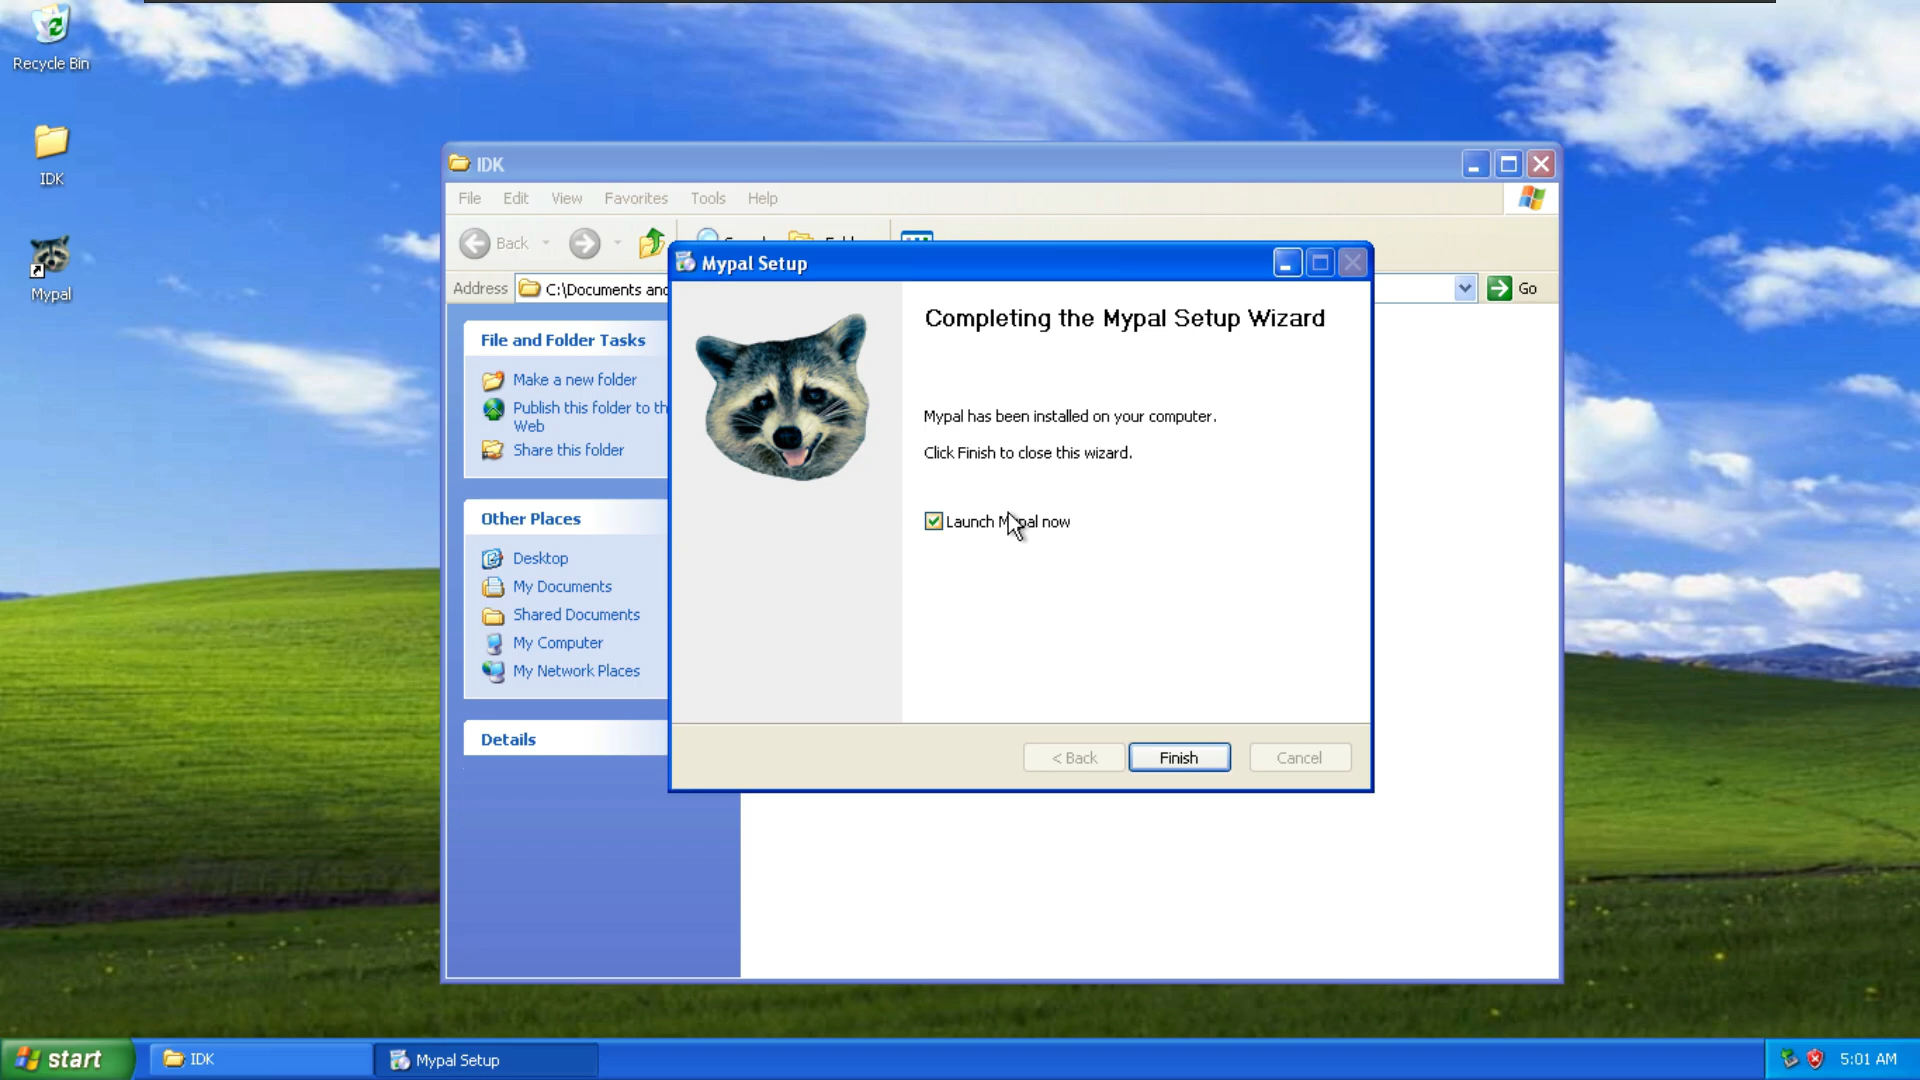 Recycle Bin
IDK
Mypal
IDK
File Edit View Favorites Tools Help
Back
Address C:\Documents and
Go
File and Folder Tasks
Make a new folder
Publish this folder to th
Web
Share this folder
Other Places
Desktop
My Documents
Shared Documents
My Computer
My Network Places
Details
Mypal Setup
Completing the Mypal Setup Wizard
Mypal has been installed on your computer.
Click Finish to close this wizard.
Launch Mypal now
< Back Finish Cancel
start IDK Mypal Setup 5:01 AM